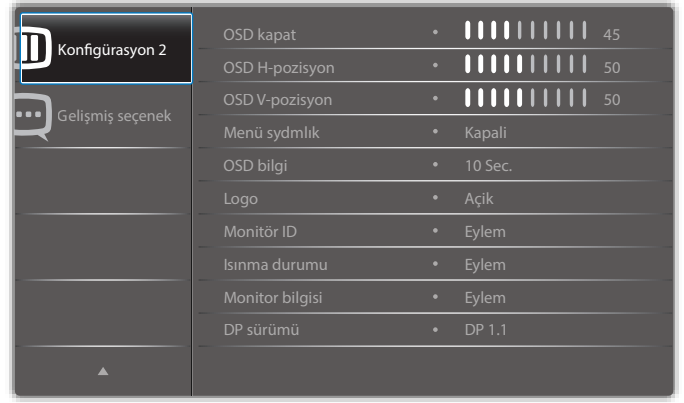 Konfigürasyon 2
Gelişmiş seçenek
OSD kapat • 45
OSD H-pozisyon • 50
OSD V-pozisyon • 50
Menü sydmlık • Kapali
OSD bilgi • 10 Sec.
Logo • Açik
Monitör ID • Eylem
Isınma durumu • Eylem
Monitor bilgisi • Eylem
DP sürümü • DP 1.1